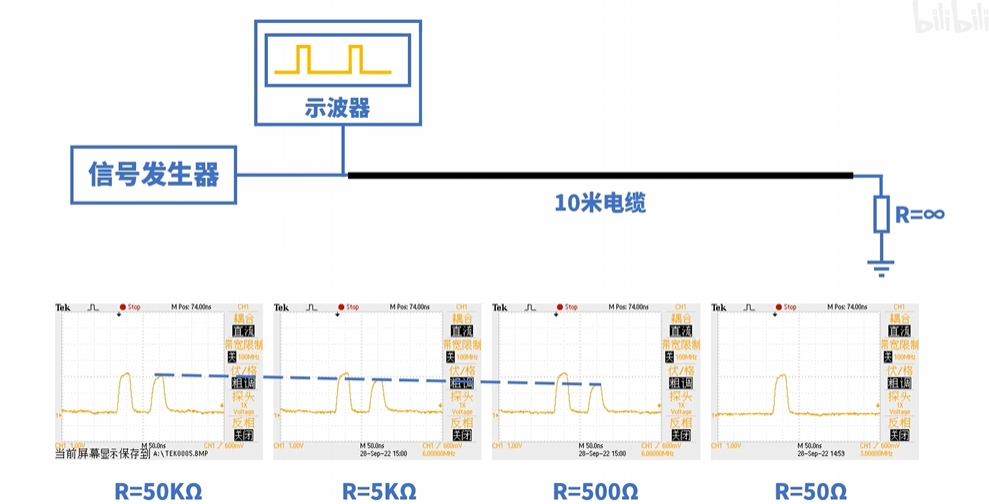 bilibili
示波器
信号发生器
10米电缆
R=∞
Tek Stop M Pos: 74.00ns CH1
耦合
直流
带宽限制
关 100MHz
伏/格
粗调
探头
1X
Voltage
反相
关闭
CH1 1.00V M 50.0ns CH1 / 600mV
当前屏幕显示保存到 A:\TEK0005.BMP
Tek Stop M Pos: 74.00ns CH1
耦合
直流
带宽限制
关 100MHz
伏/格
粗调
探头
1X
Voltage
反相
关闭
CH1 1.00V M 50.0ns CH1 / 600mV
28-Sep-22 15:00 6.00000MHz
Tek Stop M Pos: 74.00ns CH1
耦合
直流
带宽限制
关 100MHz
伏/格
粗调
探头
1X
Voltage
反相
关闭
CH1 1.00V M 50.0ns CH1 / 600mV
28-Sep-22 15:00
Tek Stop M Pos: 74.00ns CH1
耦合
直流
带宽限制
关 100MHz
伏/格
粗调
探头
1X
Voltage
反相
关闭
CH1 1.00V M 50.0ns CH1 / 600mV
28-Sep-22 14:53
R=50KΩ
R=5KΩ
R=500Ω
R=50Ω